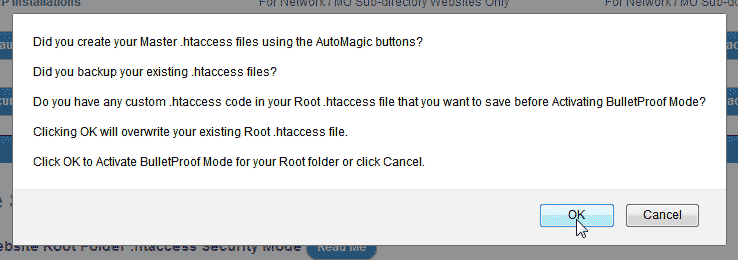 Installations For Network / MU Sub-directory Websites Only For Network / MU Sub-do
Did you create your Master .htaccess files using the AutoMagic buttons?
Did you backup your existing .htaccess files?
Do you have any custom .htaccess code in your Root .htaccess file that you want to save before Activating BulletProof Mode?
Clicking OK will overwrite your existing Root .htaccess file.
Click OK to Activate BulletProof Mode for your Root folder or click Cancel.
OK Cancel
ebsite Root Folder .htaccess Security Mode Read Me